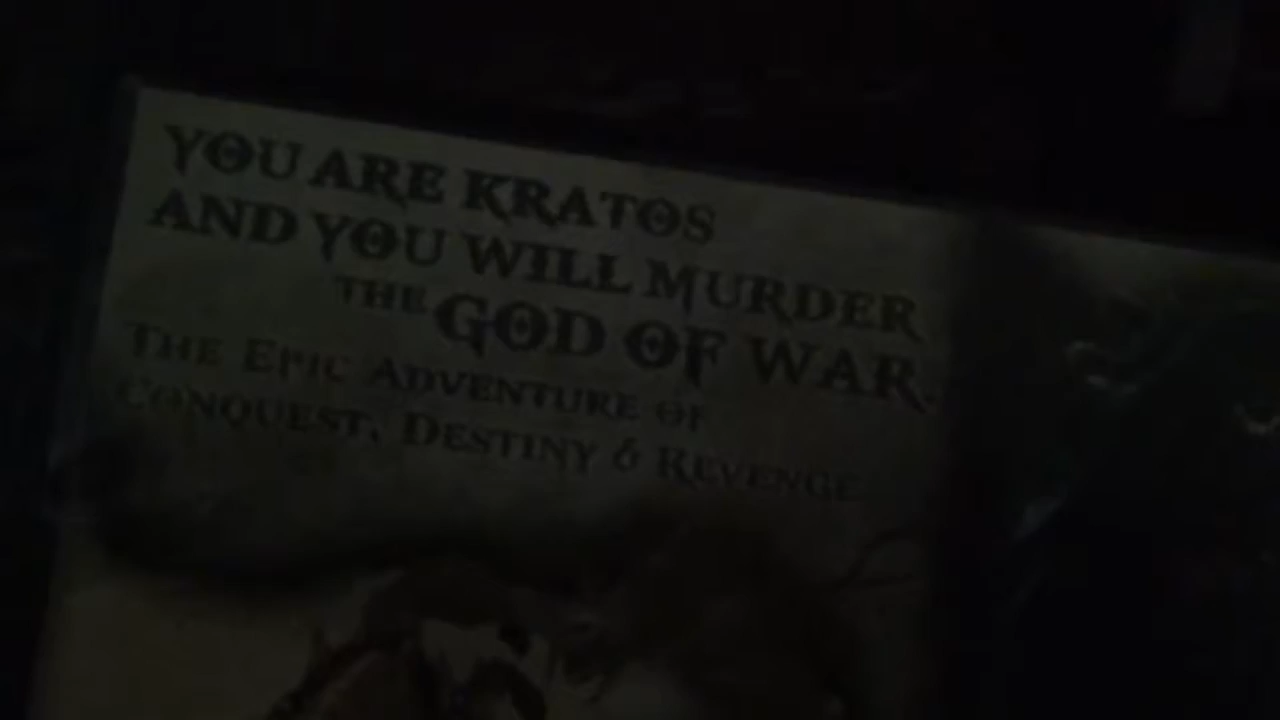 YOU ARE KRATOS
AND YOU WILL MURDER
THE GOD OF WAR.
THE EPIC ADVENTURE OF
CONQUEST, DESTINY & REVENGE